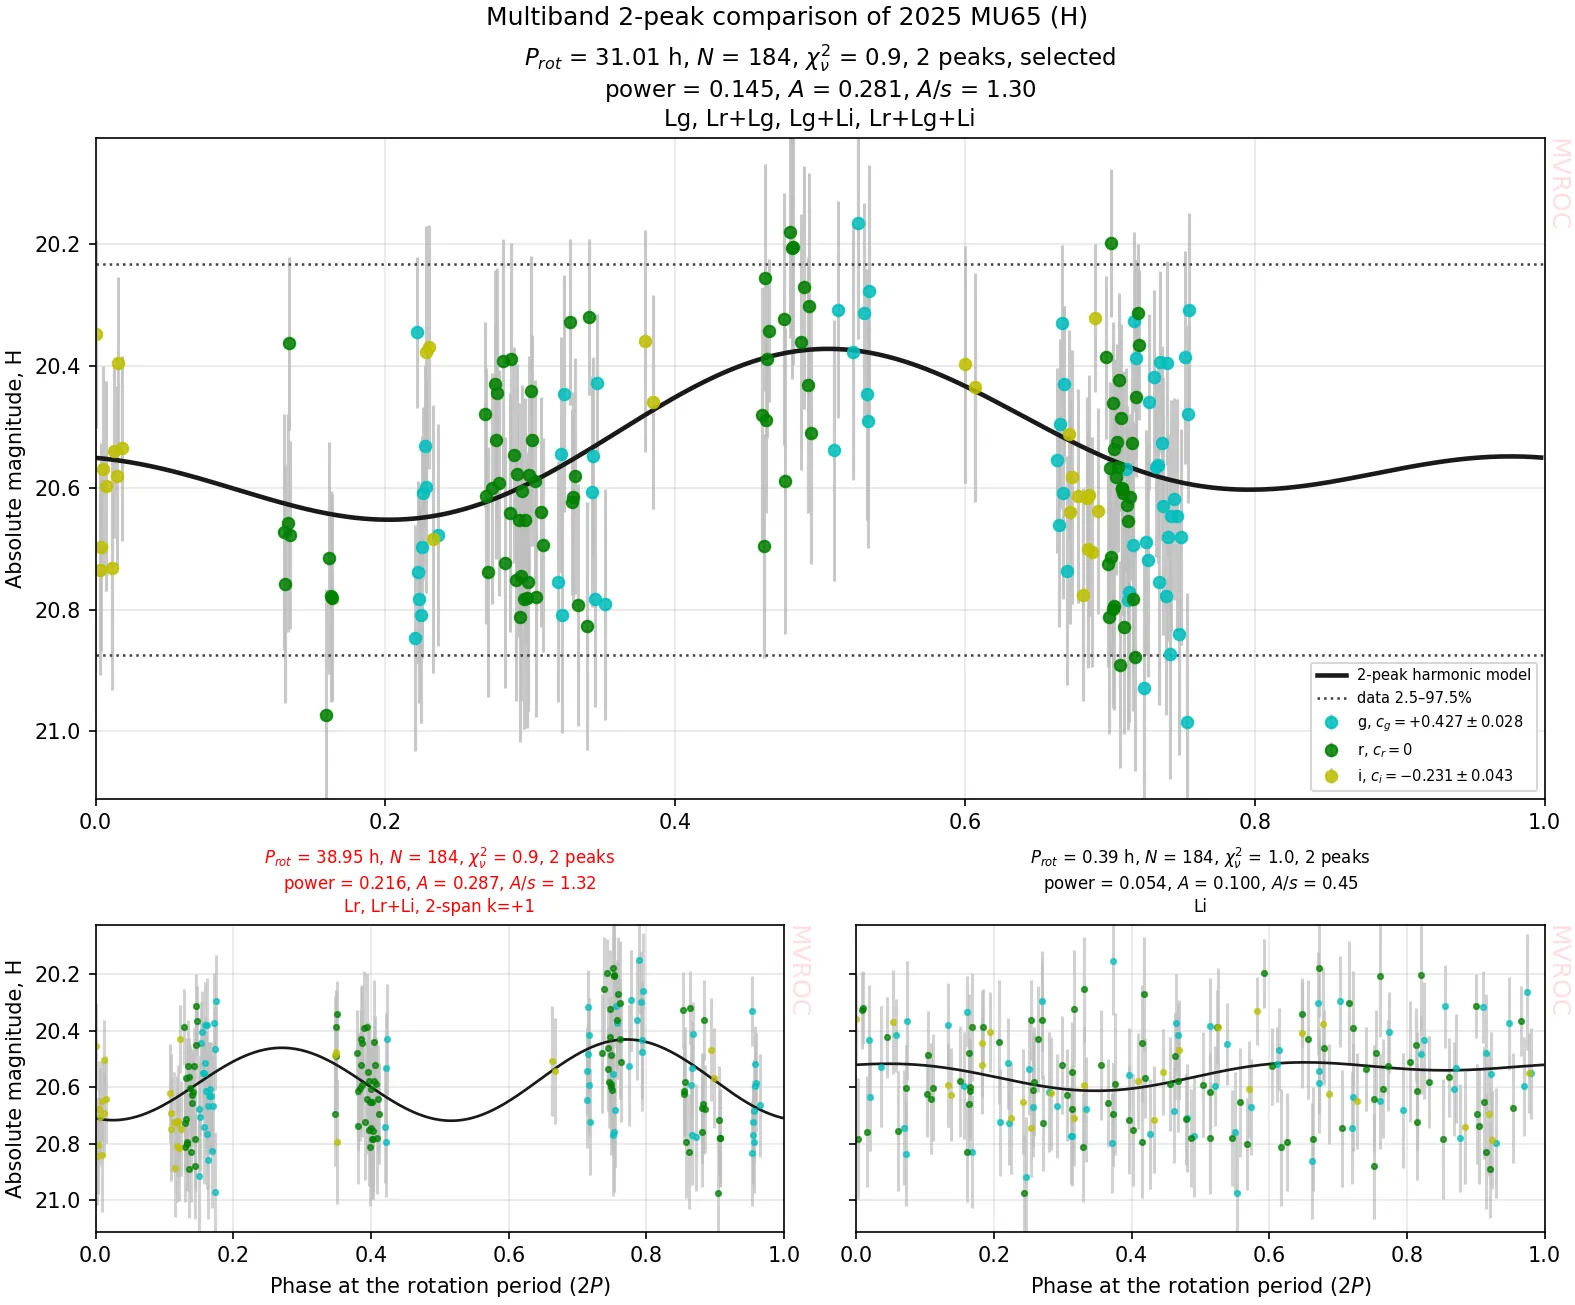 Multiband 2-peak comparison of 2025 MU65 (H)
P_rot = 31.01 h, N = 184, χ²_ν = 0.9, 2 peaks, selected
power = 0.145, A = 0.281, A/s = 1.30
Lg, Lr+Lg, Lg+Li, Lr+Lg+Li
MVROC
Absolute magnitude, H
20.2
20.4
20.6
20.8
21.0
2-peak harmonic model
data 2.5–97.5%
g, c_g = +0.427 ± 0.028
r, c_r = 0
i, c_i = −0.231 ± 0.043
0.0 0.2 0.4 0.6 0.8 1.0
P_rot = 38.95 h, N = 184, χ²_ν = 0.9, 2 peaks
power = 0.216, A = 0.287, A/s = 1.32
Lr, Lr+Li, 2-span k=+1
MVROC
Absolute magnitude, H
20.2
20.4
20.6
20.8
21.0
0.0 0.2 0.4 0.6 0.8 1.0
Phase at the rotation period (2P)
P_rot = 0.39 h, N = 184, χ²_ν = 1.0, 2 peaks
power = 0.054, A = 0.100, A/s = 0.45
Li
MVROC
0.0 0.2 0.4 0.6 0.8 1.0
Phase at the rotation period (2P)